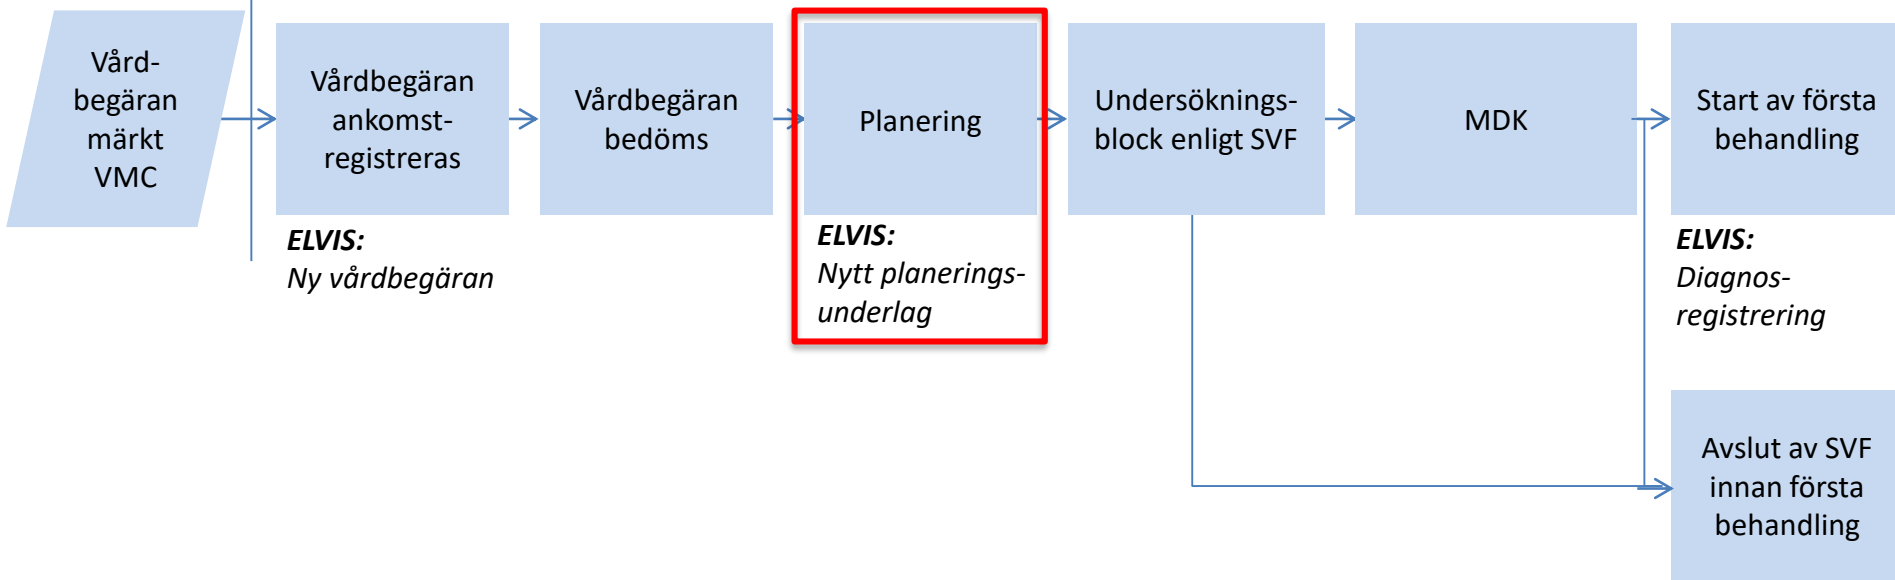 Vård-
begäran
märkt
VMC
Vårdbegäran
ankomst-
registreras
ELVIS:
Ny vårdbegäran
Vårdbegäran
bedöms
Planering
ELVIS:
Nytt planerings-
underlag
Undersöknings-
block enligt SVF
MDK
Start av första
behandling
ELVIS:
Diagnos-
registrering
Avslut av SVF
innan första
behandling